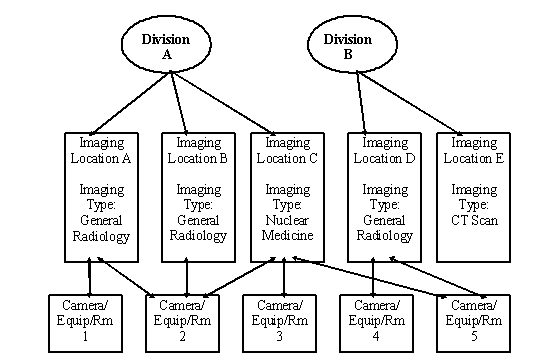 Division
A
Division
B
Imaging
Location A
Imaging
Type:
General
Radiology
Imaging
Location B
Imaging
Type:
General
Radiology
Imaging
Location C
Imaging
Type:
Nuclear
Medicine
Imaging
Location D
Imaging
Type:
General
Radiology
Imaging
Location E
Imaging
Type:
CT Scan
Camera/
Equip/Rm
1
Camera/
Equip/Rm
2
Camera/
Equip/Rm
3
Camera/
Equip/Rm
4
Camera/
Equip/Rm
5